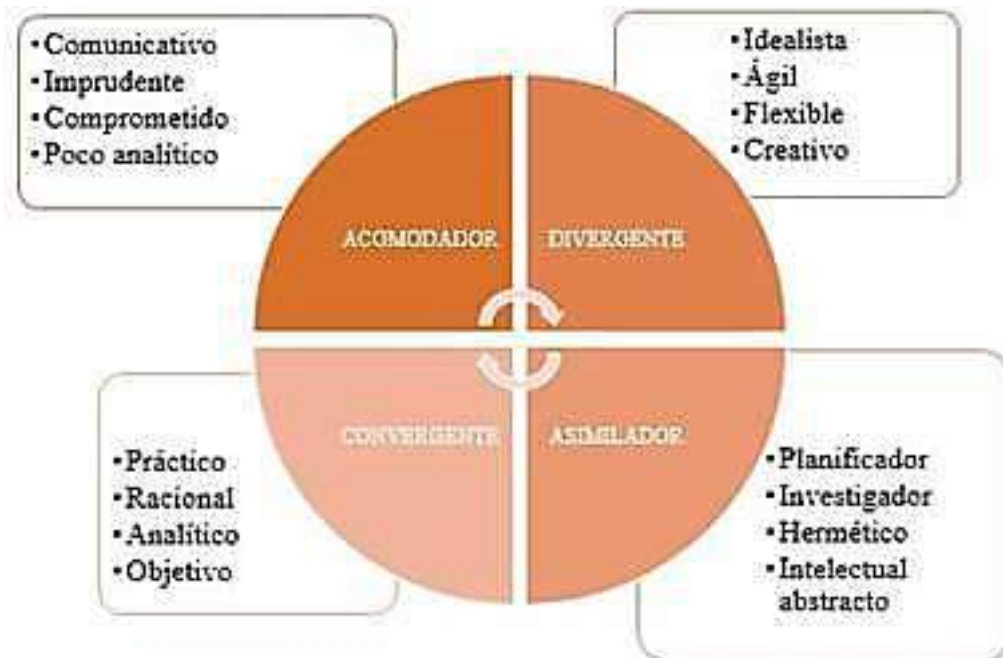 •Comunicativo
•Imprudente
•Comprometido
•Poco analítico
•Idealista
•Ágil
•Flexible
•Creativo
ACOMODADOR
DIVERGENTE
CONVERGENTE
ASIMILADOR
•Práctico
•Racional
•Analítico
•Objetivo
•Planificador
•Investigador
•Hermético
•Intelectual
abstracto